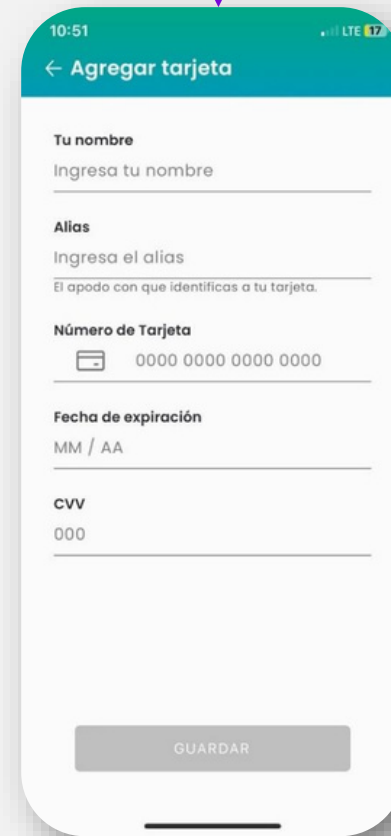 10:51 LTE 17
← Agregar tarjeta
Tu nombre
Ingresa tu nombre
Alias
Ingresa el alias
El apodo con que identificas a tu tarjeta.
Número de Tarjeta
0000 0000 0000 0000
Fecha de expiración
MM / AA
CVV
000
GUARDAR